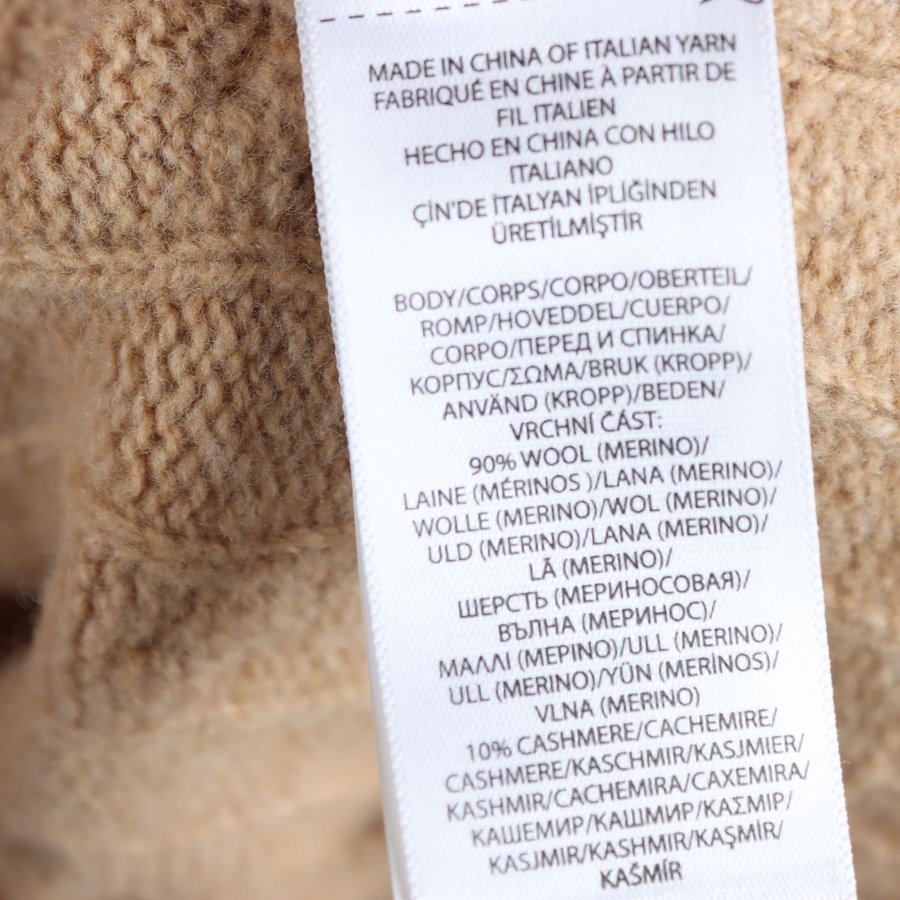 MADE IN CHINA OF ITALIAN YARN
FABRIQUÉ EN CHINE À PARTIR DE
FIL ITALIEN
HECHO EN CHINA CON HILO
ITALIANO
ÇİN'DE İTALYAN İPLİĞİNDEN
ÜRETİLMİŞTİR
BODY/CORPS/CORPO/OBERTEIL/
ROMP/HOVEDDEL/CUERPO/
CORPO/ПЕРЕД И СПИНКА/
КОРПУС/ΣΩΜΑ/BRUK (KROPP)/
ANVÄND (KROPP)/BEDEN/
VRCHNÍ ČÁST:
90% WOOL (MERINO)/
LAINE (MÉRINOS )/LANA (MERINO)/
WOLLE (MERINO)/WOL (MERINO)/
ULD (MERINO)/LANA (MERINO)/
LÃ (MERINO)/
ШЕРСТЬ (МЕРИНОСОВАЯ)/
ВЪЛНА (МЕРИНОС)/
ΜΑΛΛΙ (ΜΕΡΙΝΟ)/ULL (MERINO)/
ULL (MERINO)/YÜN (MERİNOS)/
VLNA (MERINO)
10% CASHMERE/CACHEMIRE/
CASHMERE/KASCHMIR/KASJMIER/
KASHMIR/CACHEMIRA/CAXEMIRA/
КАШЕМИР/КАШМИР/ΚΑΣΜΙΡ/
KASJMIR/KASHMIR/KAŞMİR/
KAŠMÍR